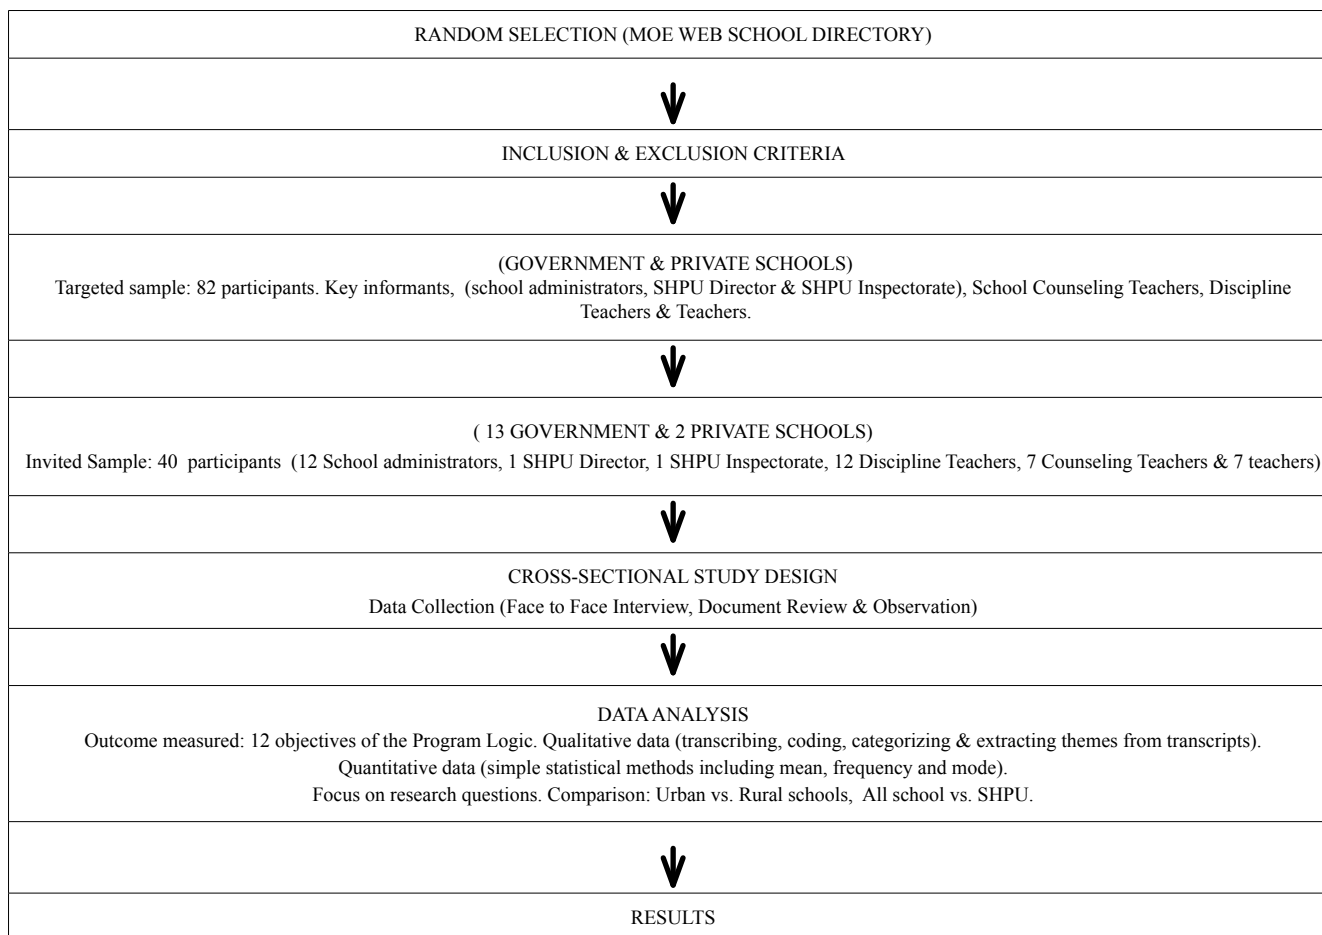 RANDOM SELECTION (MOE WEB SCHOOL DIRECTORY)
INCLUSION & EXCLUSION CRITERIA
(GOVERNMENT & PRIVATE SCHOOLS)
Targeted sample: 82 participants. Key informants, (school administrators, SHPU Director & SHPU Inspectorate), School Counseling Teachers, Discipline
Teachers & Teachers.
( 13 GOVERNMENT & 2 PRIVATE SCHOOLS)
Invited Sample: 40 participants (12 School administrators, 1 SHPU Director, 1 SHPU Inspectorate, 12 Discipline Teachers, 7 Counseling Teachers & 7 teachers)
CROSS-SECTIONAL STUDY DESIGN
Data Collection (Face to Face Interview, Document Review & Observation)
DATA ANALYSIS
Outcome measured: 12 objectives of the Program Logic. Qualitative data (transcribing, coding, categorizing & extracting themes from transcripts).
Quantitative data (simple statistical methods including mean, frequency and mode).
Focus on research questions. Comparison: Urban vs. Rural schools, All school vs. SHPU.
RESULTS